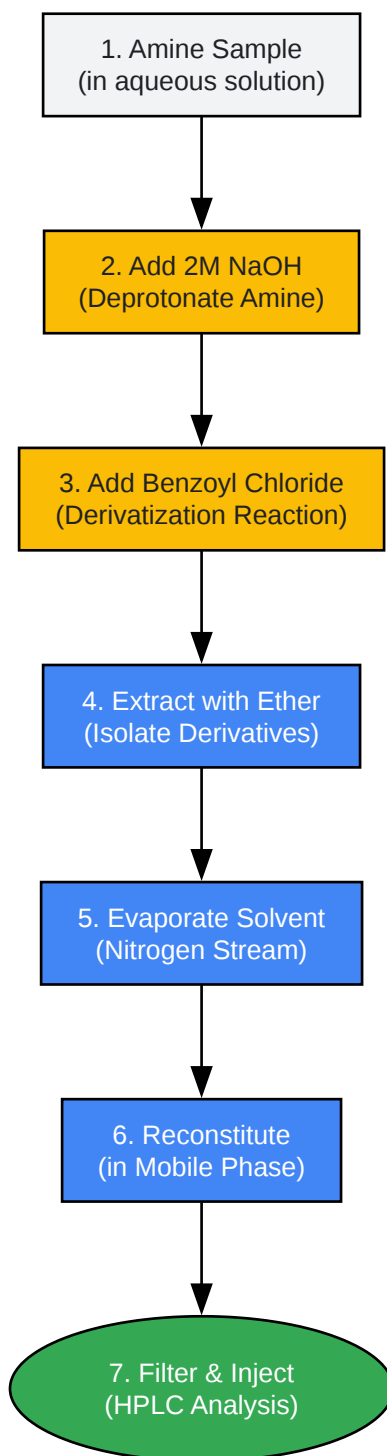 1. Amine Sample
(in aqueous solution)
2. Add 2M NaOH
(Deprotonate Amine)
3. Add Benzoyl Chloride
(Derivatization Reaction)
4. Extract with Ether
(Isolate Derivatives)
5. Evaporate Solvent
(Nitrogen Stream)
6. Reconstitute
(in Mobile Phase)
7. Filter & Inject
(HPLC Analysis)